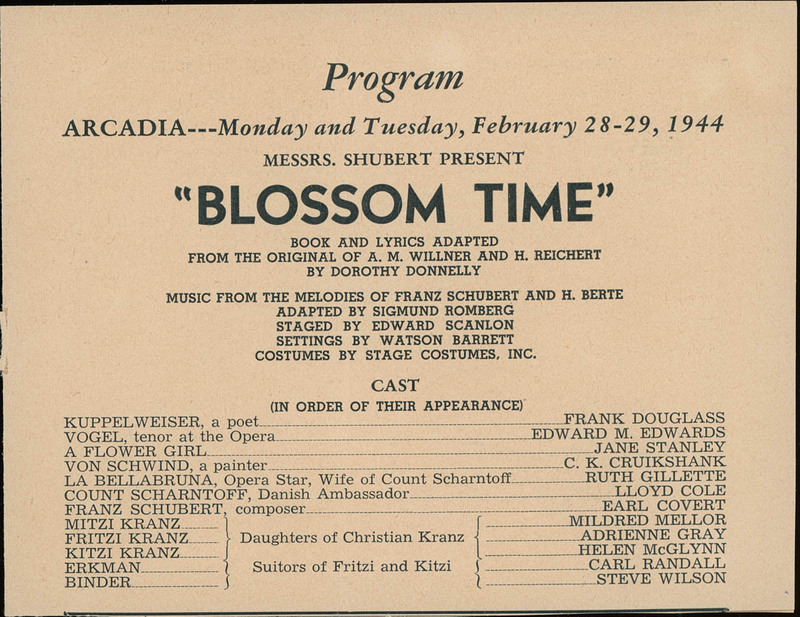 Program
ARCADIA---Monday and Tuesday, February 28-29, 1944
MESSRS. SHUBERT PRESENT
“BLOSSOM TIME”
BOOK AND LYRICS ADAPTED
FROM THE ORIGINAL OF A. M. WILLNER AND H. REICHERT
BY DOROTHY DONNELLY
MUSIC FROM THE MELODIES OF FRANZ SCHUBERT AND H. BERTE
ADAPTED BY SIGMUND ROMBERG
STAGED BY EDWARD SCANLON
SETTINGS BY WATSON BARRETT
COSTUMES BY STAGE COSTUMES, INC.
CAST
(IN ORDER OF THEIR APPEARANCE)
KUPPELWEISER, a poet FRANK DOUGLASS
VOGEL, tenor at the Opera EDWARD M. EDWARDS
A FLOWER GIRL JANE STANLEY
VON SCHWIND, a painter C. K. CRUIKSHANK
LA BELLABRUNA, Opera Star, Wife of Count Scharntoff RUTH GILLETTE
COUNT SCHARNTOFF, Danish Ambassador LLOYD COLE
FRANZ SCHUBERT, composer EARL COVERT
MITZI KRANZ MILDRED MELLOR
FRITZI KRANZ Daughters of Christian Kranz ADRIENNE GRAY
KITZI KRANZ HELEN McGLYNN
ERKMAN Suitors of Fritzi and Kitzi CARL RANDALL
BINDER STEVE WILSON